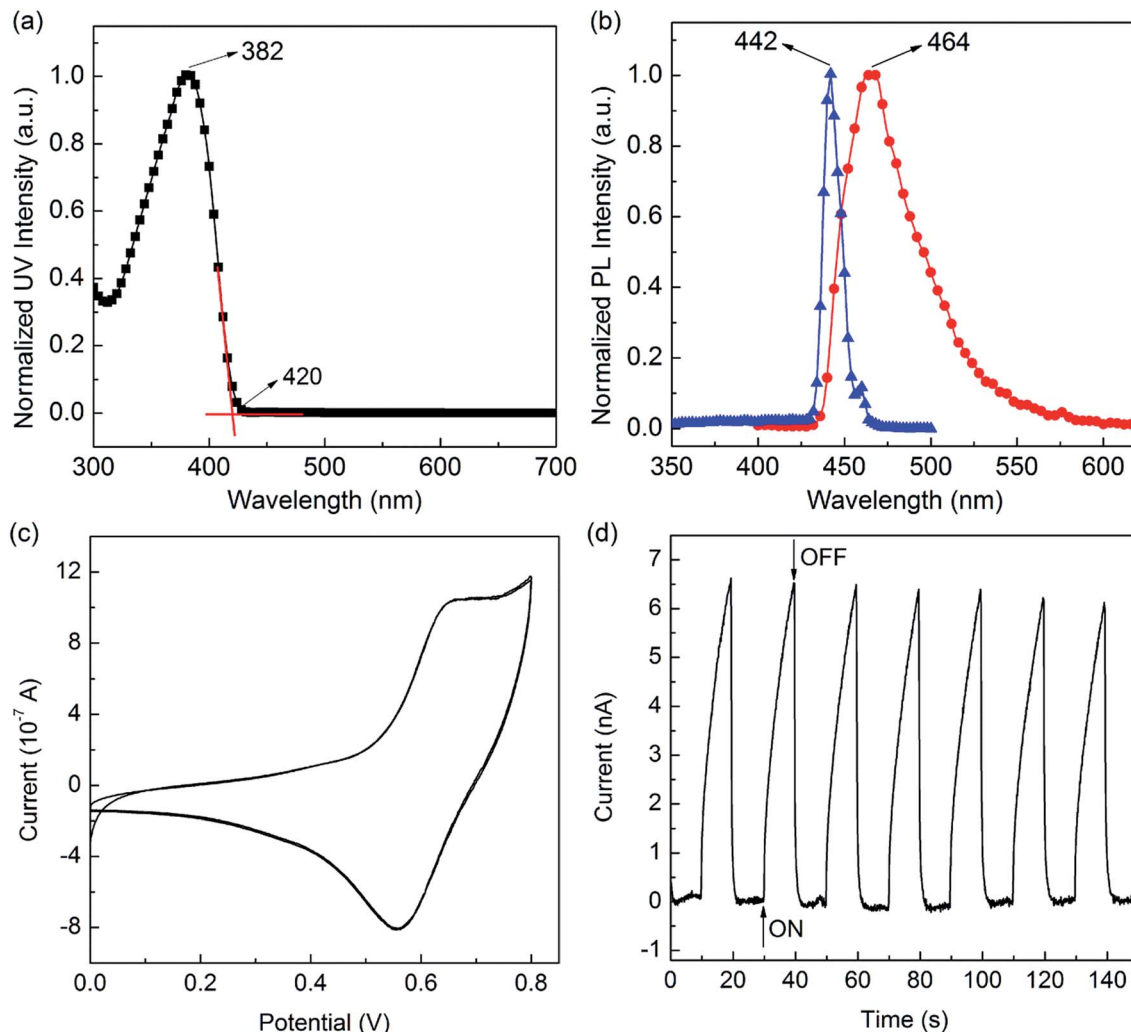 (a)
382
420
Normalized UV Intensity (a.u.)
1.0
0.8
0.6
0.4
0.2
0.0
300 400 500 600 700
Wavelength (nm)
(b)
442
464
Normalized PL Intensity (a.u.)
1.0
0.8
0.6
0.4
0.2
0.0
350 400 450 500 550 600
Wavelength (nm)
(c)
Current (10⁻⁷ A)
12
8
4
0
-4
-8
0.0 0.2 0.4 0.6 0.8
Potential (V)
(d)
OFF
ON
Current (nA)
7
6
5
4
3
2
1
0
-1
0 20 40 60 80 100 120 140
Time (s)